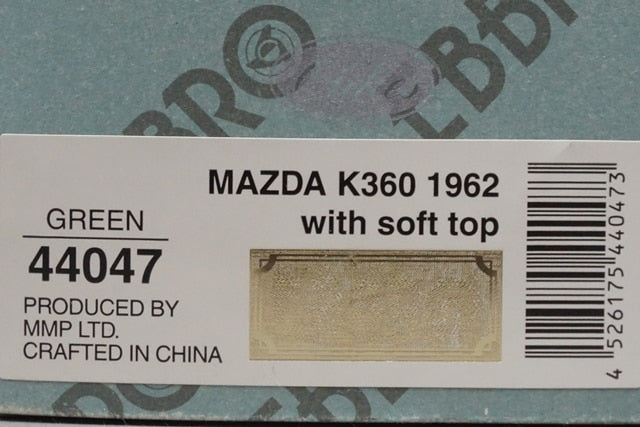 MAZDA K360 1962
with soft top
GREEN
44047
PRODUCED BY
MMP LTD.
CRAFTED IN CHINA
4 526175 440473